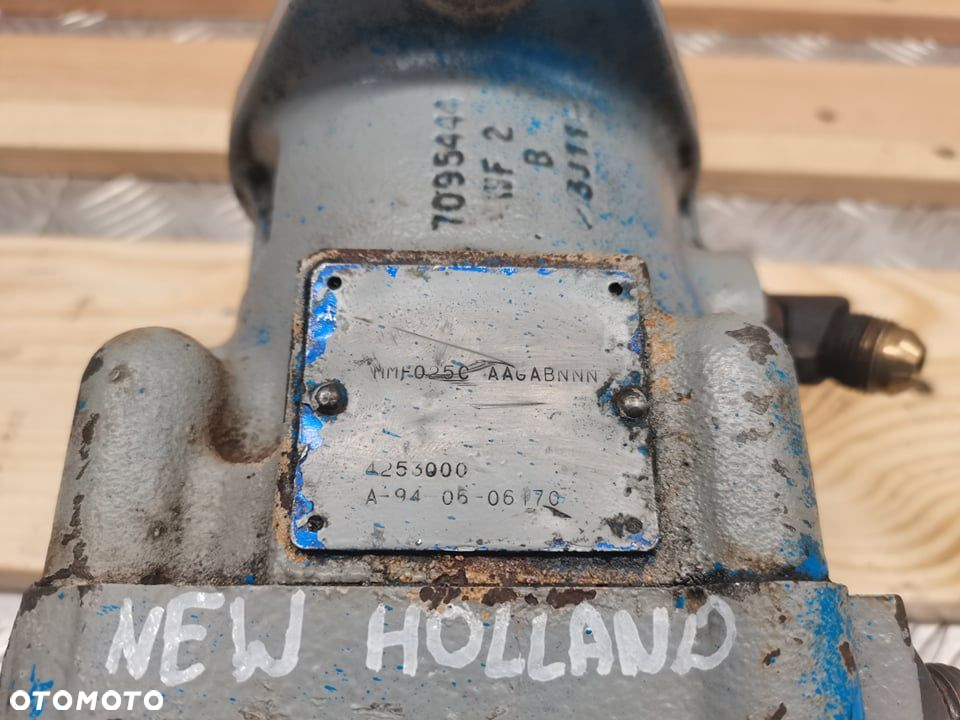 7095444
WF 2
B
MMF025C AAGABNNN
4253000
A-94 05-06170
NEW HOLLAND
OTOMOTO